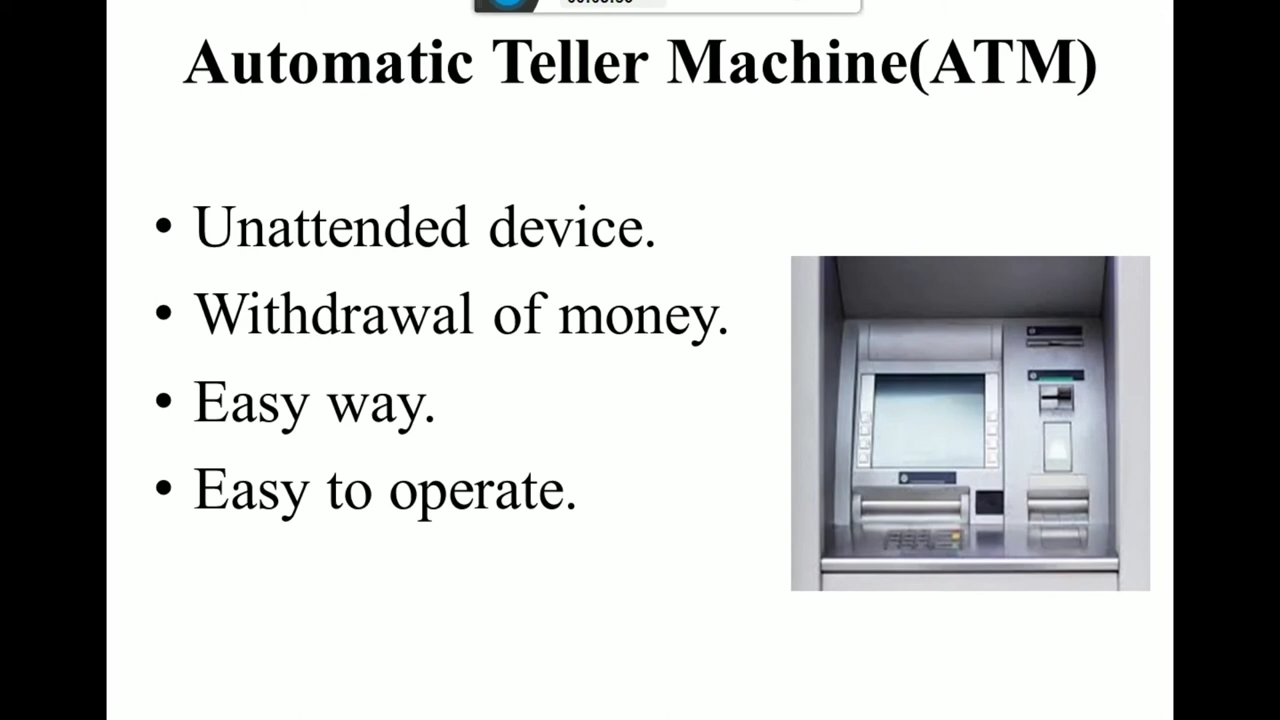 Automatic Teller Machine(ATM)
• Unattended device.
• Withdrawal of money.
• Easy way.
• Easy to operate.